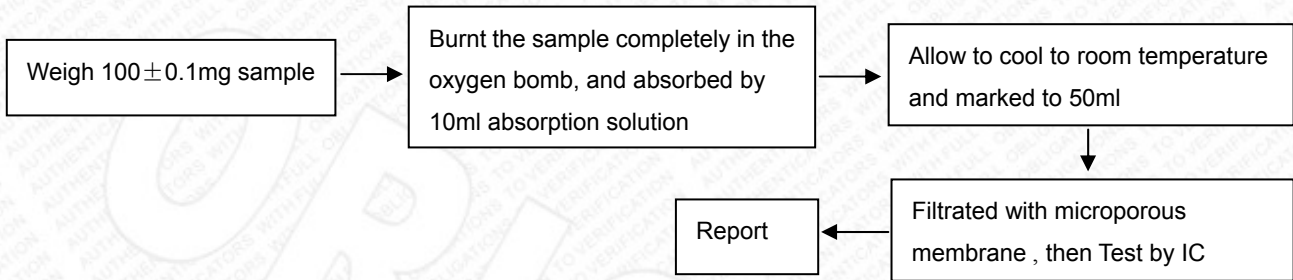 Weigh 100±0.1mg sample
Burnt the sample completely in the
oxygen bomb, and absorbed by
10ml absorption solution
Allow to cool to room temperature
and marked to 50ml
Filtrated with microporous
membrane , then Test by IC
Report